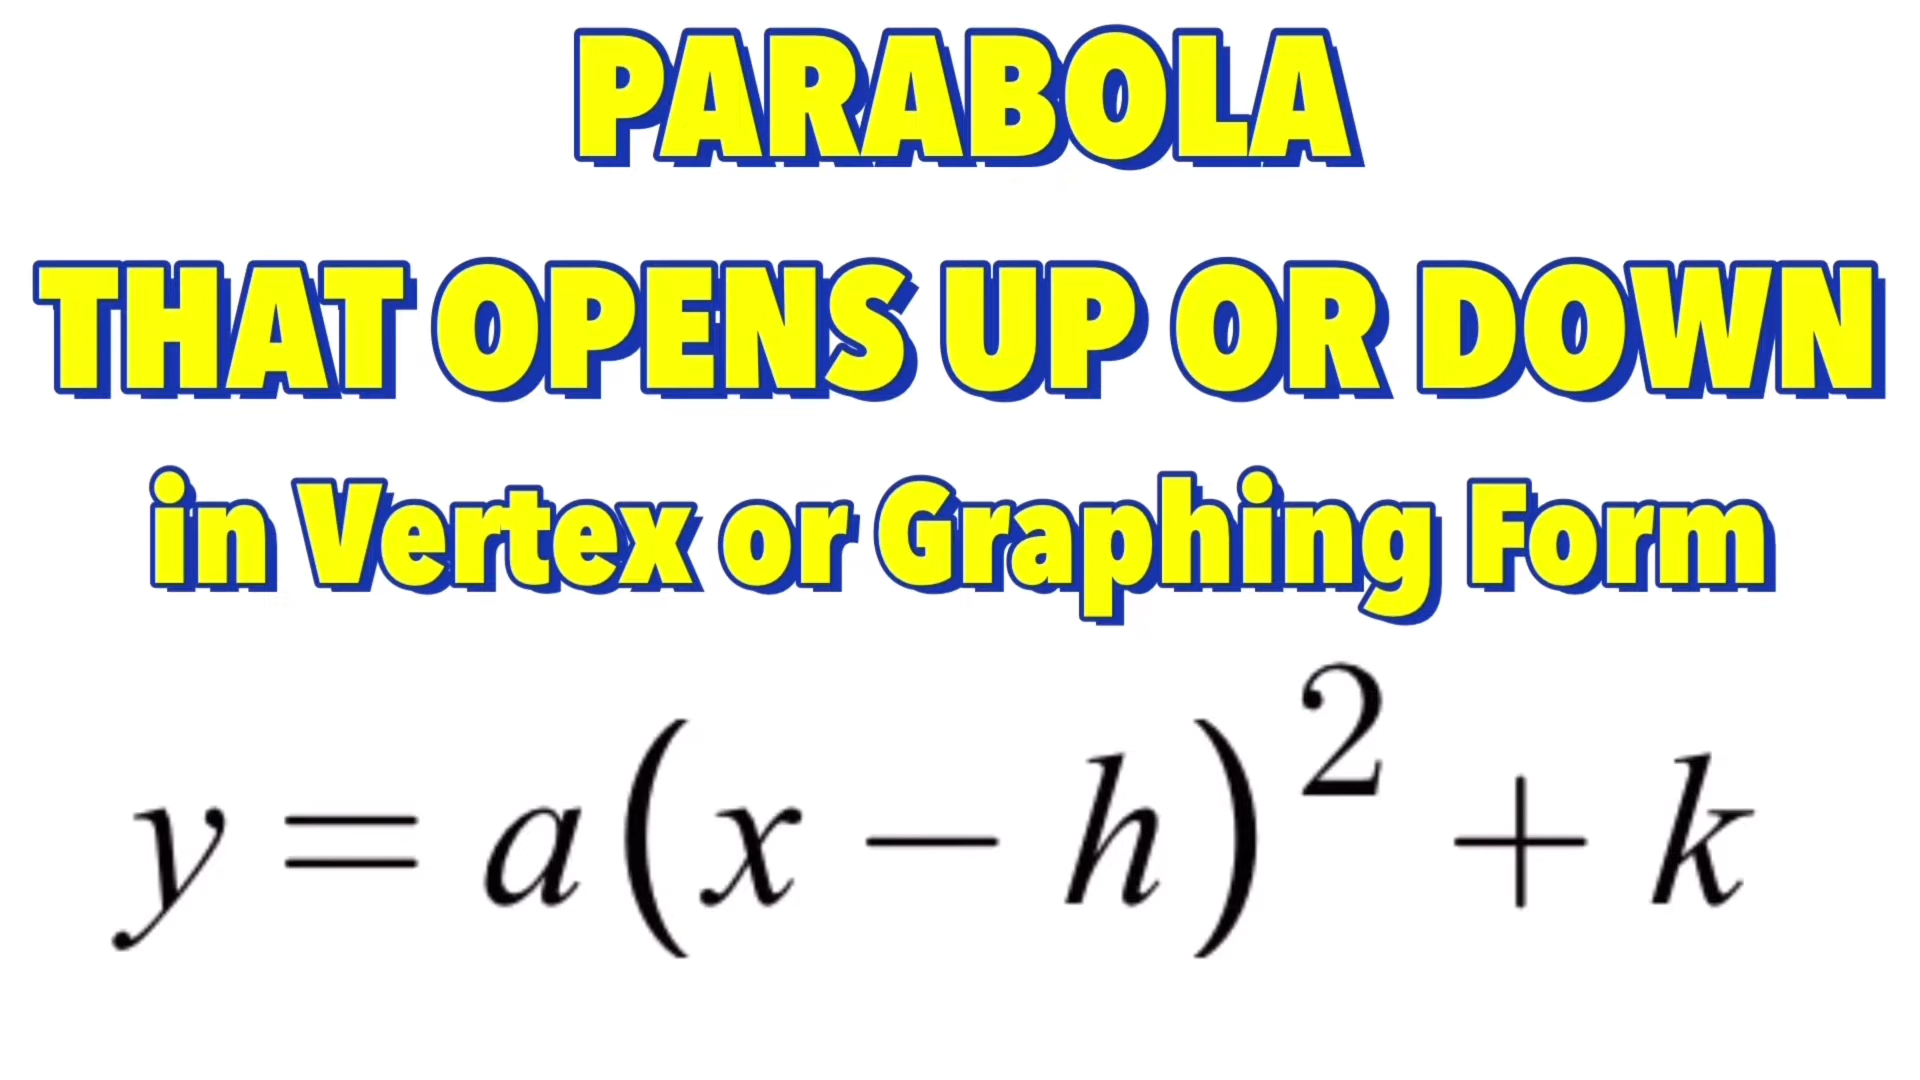 PARABOLA
THAT OPENS UP OR DOWN
in Vertex or Graphing Form
y = a(x − h)² + k